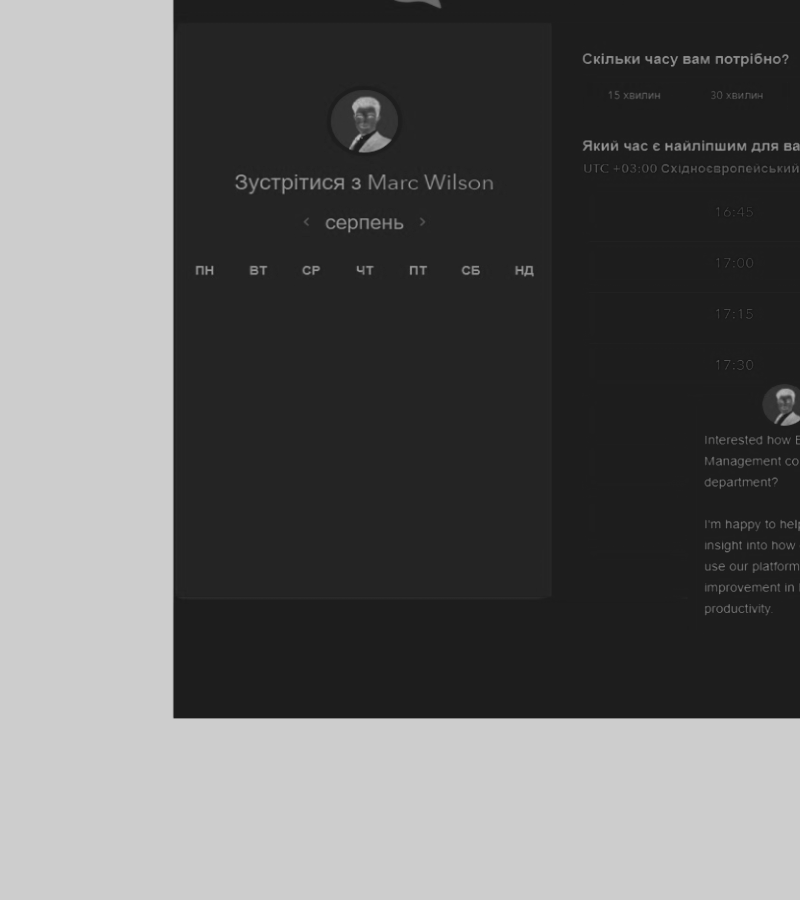 Зустрітися з Marc Wilson
серпень
ПН ВТ СР ЧТ ПТ СБ НД
Скільки часу вам потрібно?
15 хвилин 30 хвилин
Який час є найліпшим для ва
UTC +03:00 Східноєвропейський
16:45
17:00
17:15
17:30
Interested how
Management co
department?
I'm happy to help
insight into how
use our platform
improvement in
productivity.